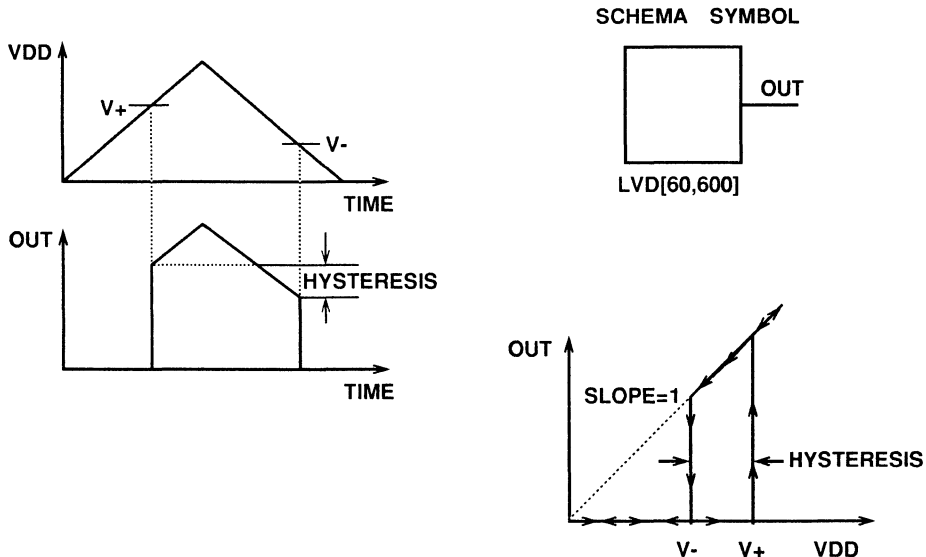 SCHEMA SYMBOL
VDD
V+
V-
TIME
OUT
LVD[60,600]
OUT
HYSTERESIS
TIME
OUT
SLOPE=1
HYSTERESIS
V- V+ VDD